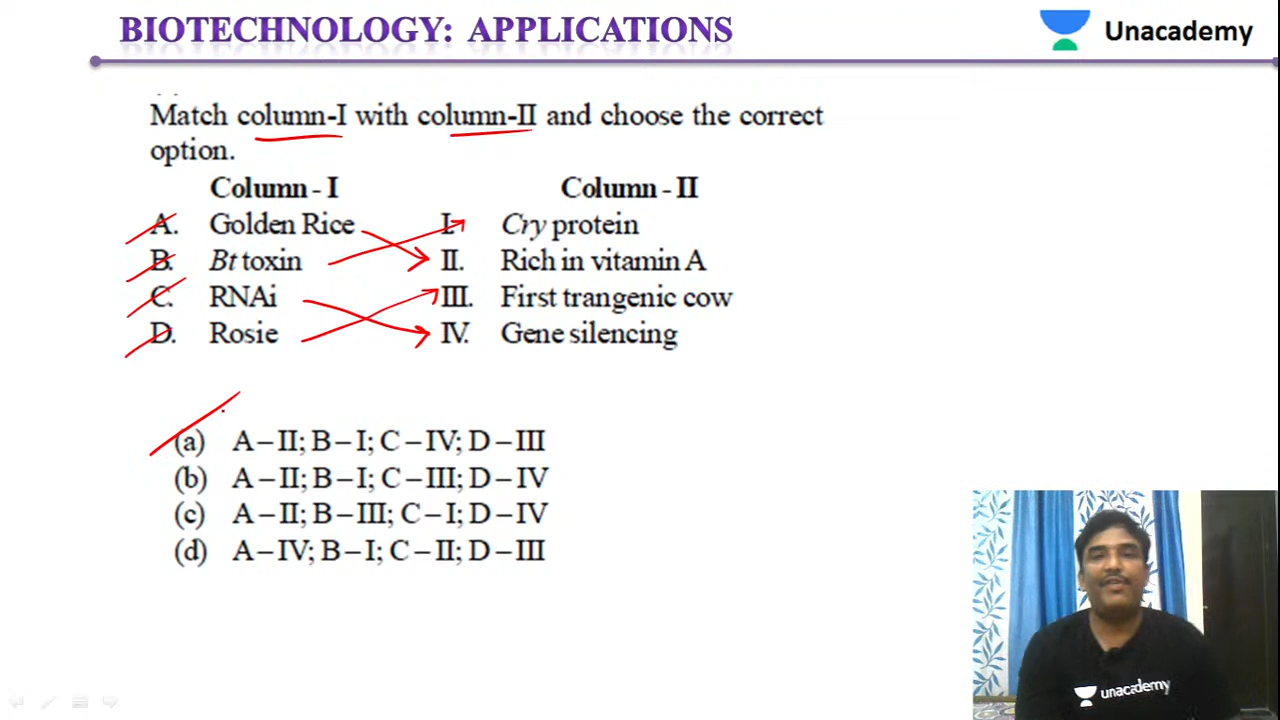 BIOTECHNOLOGY: APPLICATIONS
Unacademy
Match column-I with column-II and choose the correct
option.
Column - I Column - II
A. Golden Rice I. Cry protein
B. Bt toxin II. Rich in vitamin A
C. RNAi III. First trangenic cow
D. Rosie IV. Gene silencing
(a) A–II; B–I; C–IV; D–III
(b) A–II; B–I; C–III; D–IV
(c) A–II; B–III; C–I; D–IV
(d) A–IV; B–I; C–II; D–III
unacademy